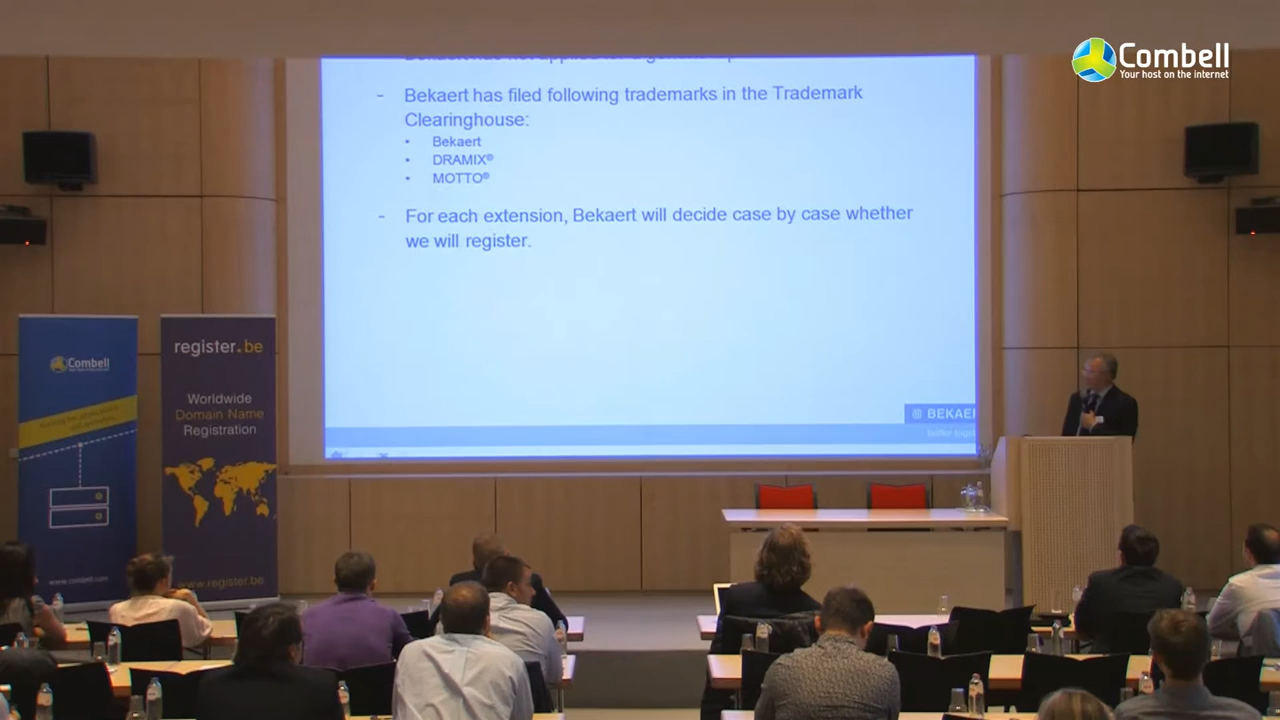 Combell
Your host on the internet
- Bekaert has filed following trademarks in the Trademark
Clearinghouse:
• Bekaert
• DRAMIX®
• MOTTO®
- For each extension, Bekaert will decide case by case whether
we will register.
BEKAE
Combell
www.combell.com
register.be
Worldwide
Domain Name
Registration
www.register.be